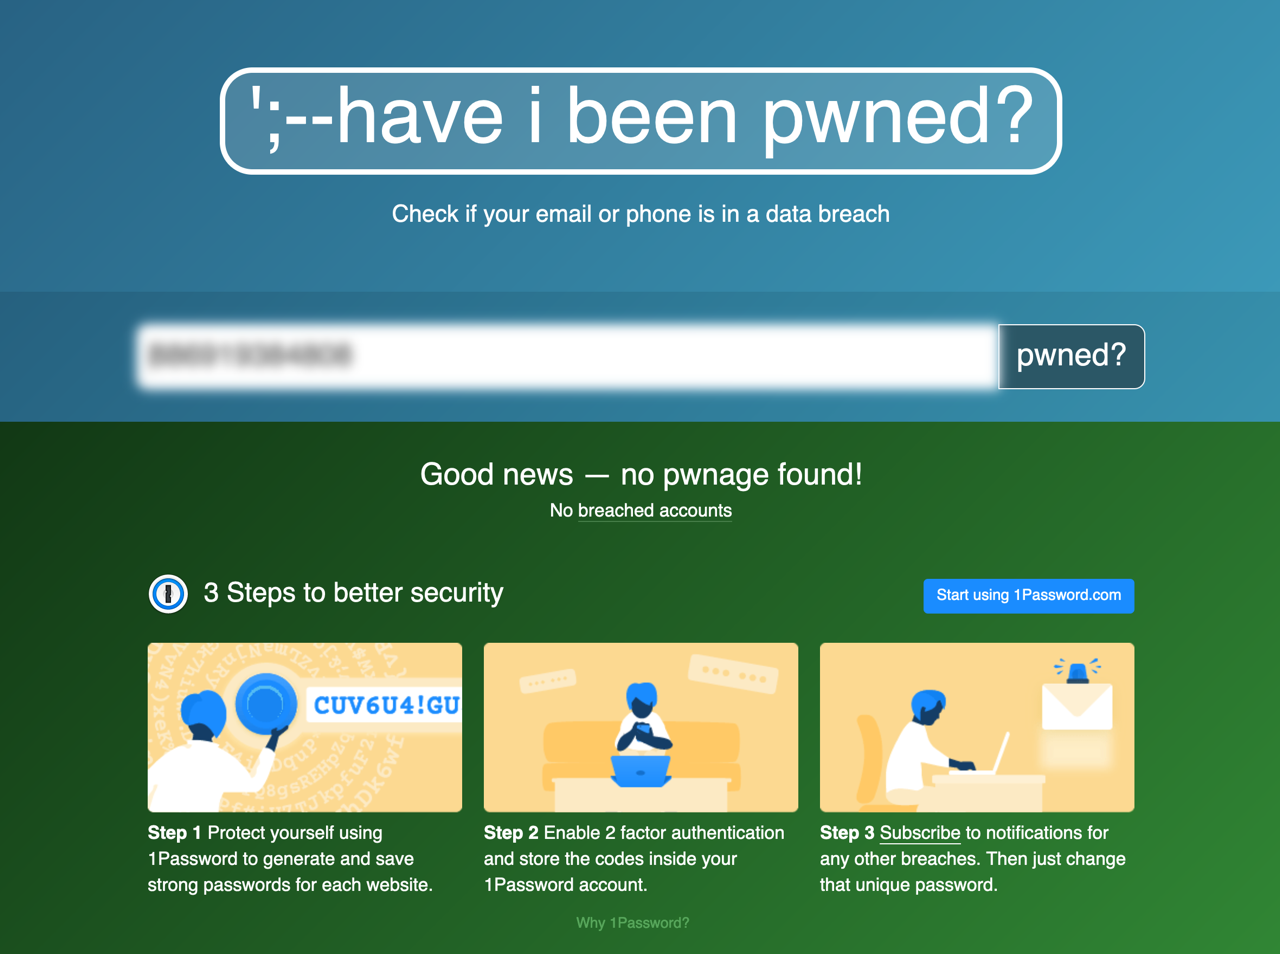 ';--have i been pwned?
Check if your email or phone is in a data breach
pwned?
Good news — no pwnage found!
No breached accounts
3 Steps to better security
Start using 1Password.com
CUV6U4!GU
Step 1 Protect yourself using
1Password to generate and save
strong passwords for each website.
Step 2 Enable 2 factor authentication
and store the codes inside your
1Password account.
Step 3 Subscribe to notifications for
any other breaches. Then just change
that unique password.
Why 1Password?